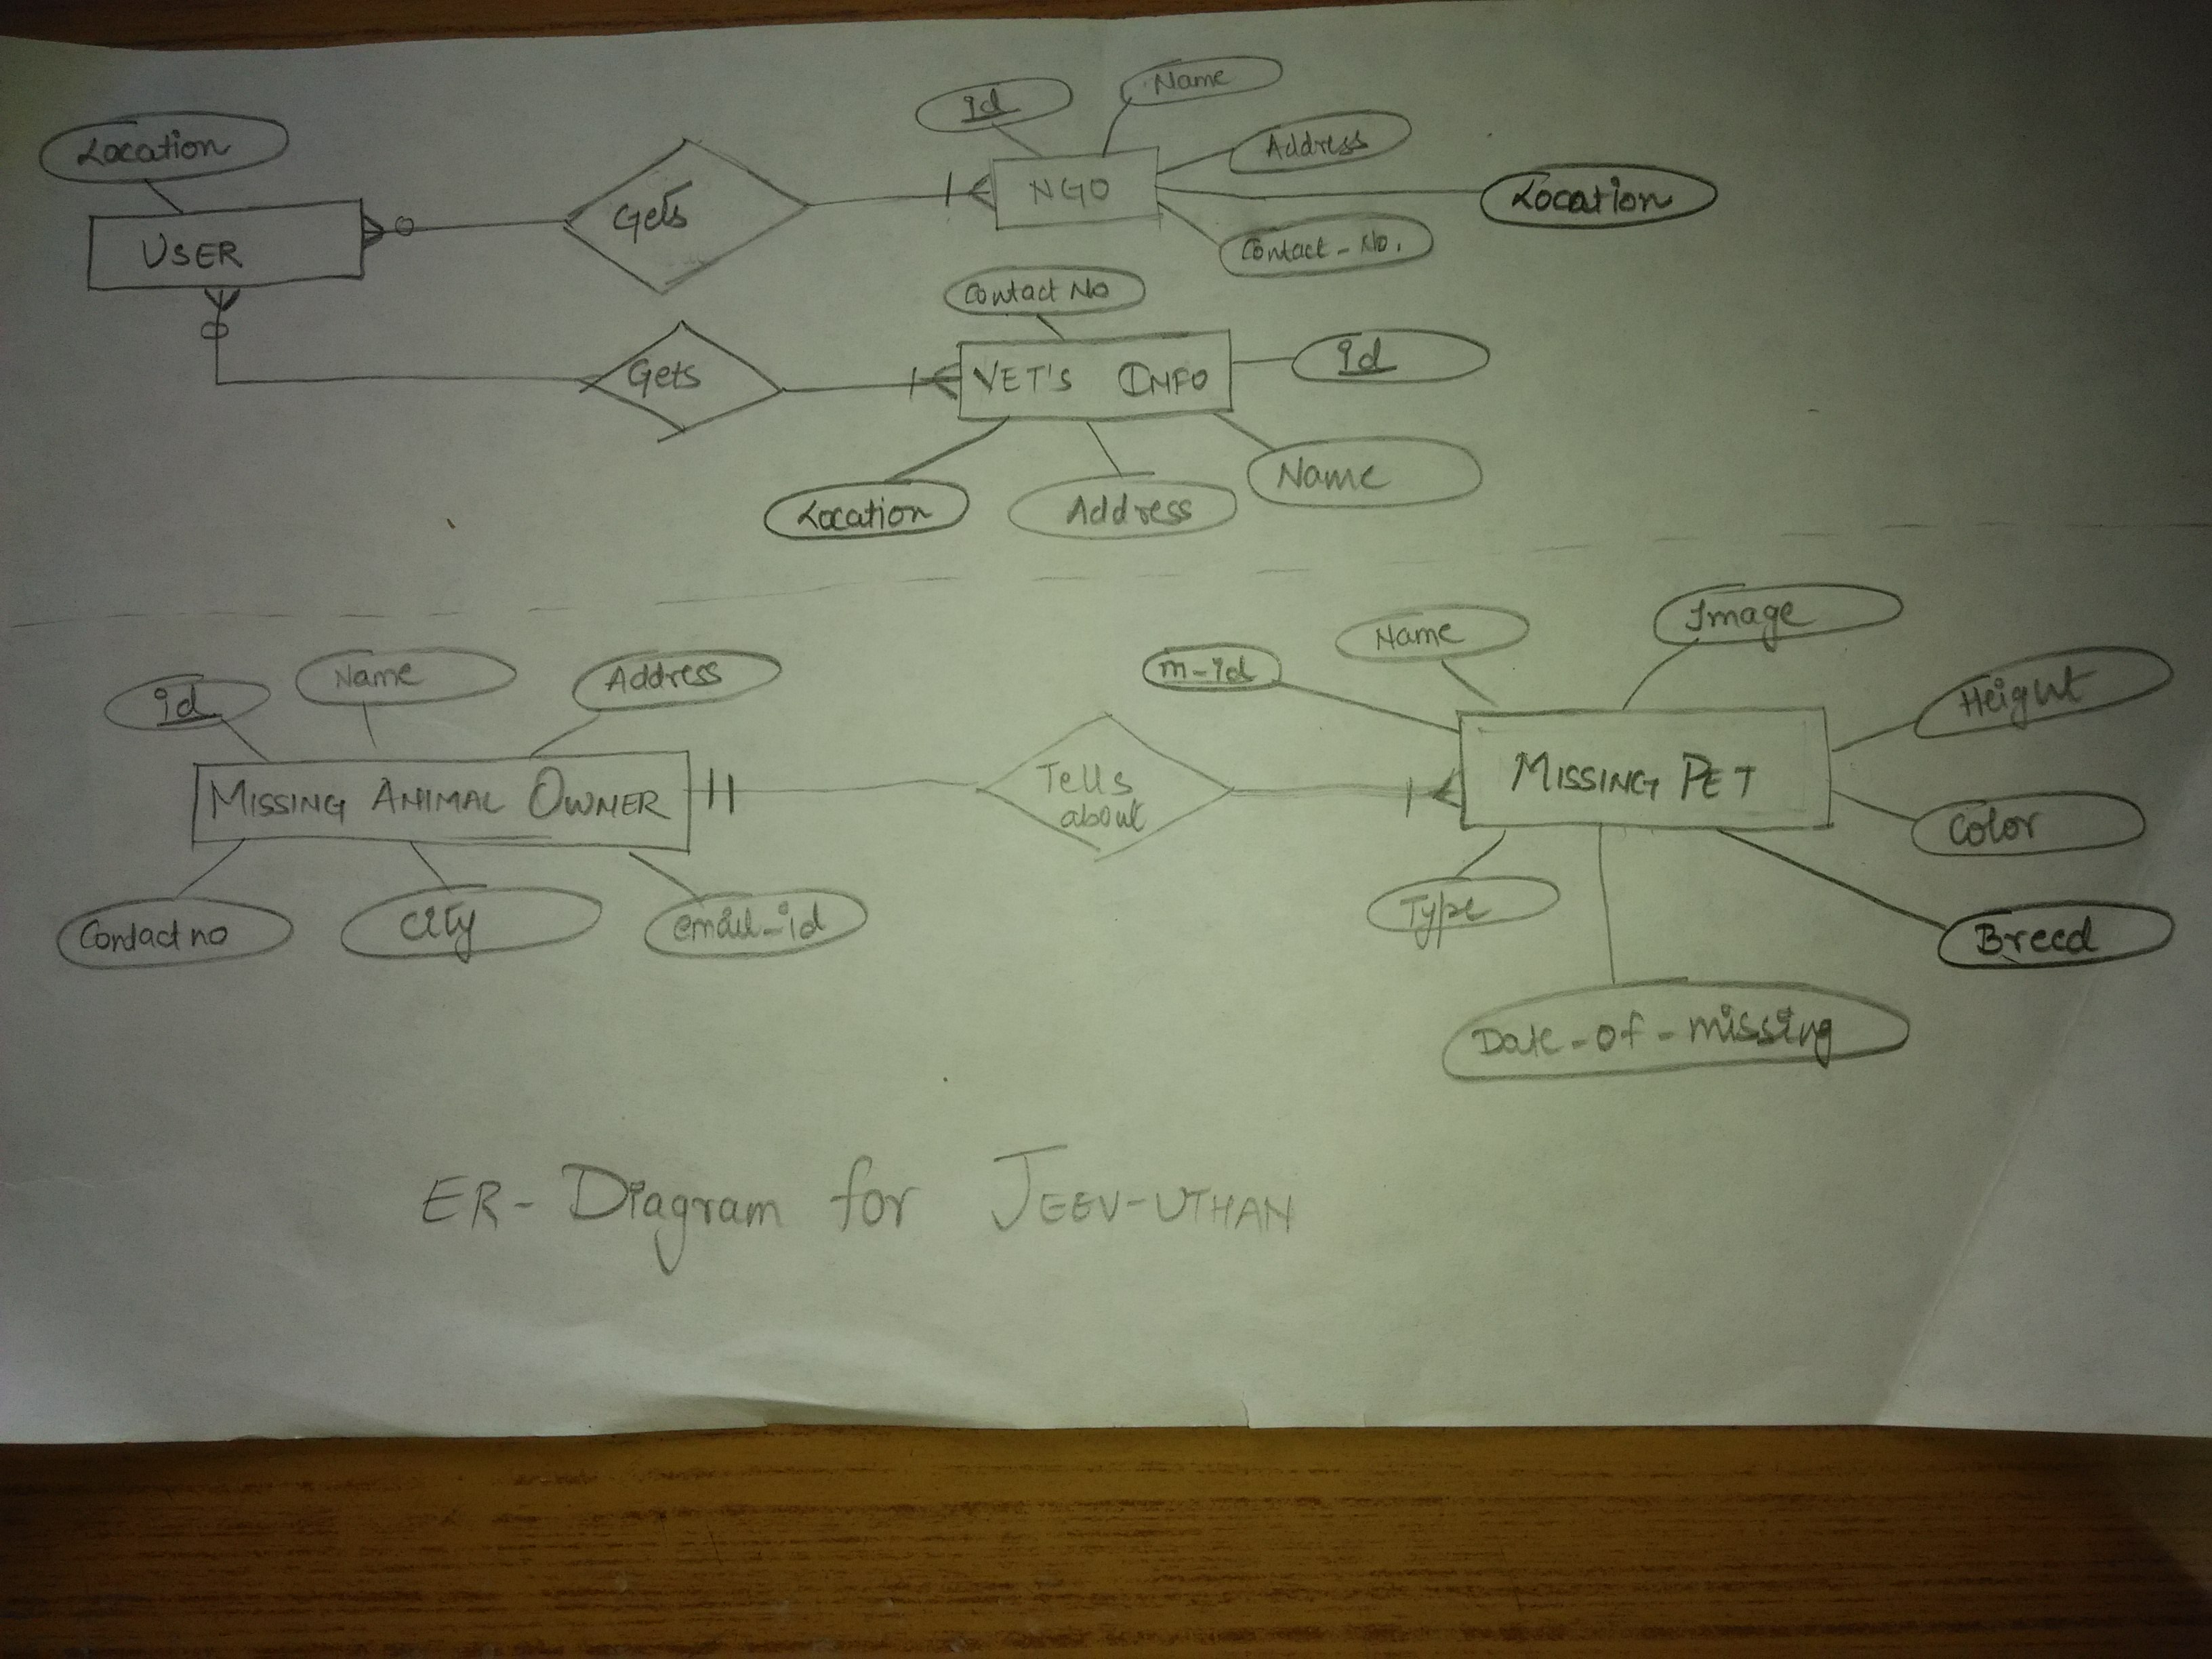 Location
id
Name
Address
Location
Contact-No.
USER
Gets
NGO
Contact No
Gets
VET'S INFO
id
Location
Address
Name
id
Name
Address
m-id
Name
Image
Height
MISSING ANIMAL OWNER
Tells
about
MISSING PET
Color
Contact no
City
email-id
Type
Breed
Date-of-missing
ER-Diagram for JEEV-UTHAN